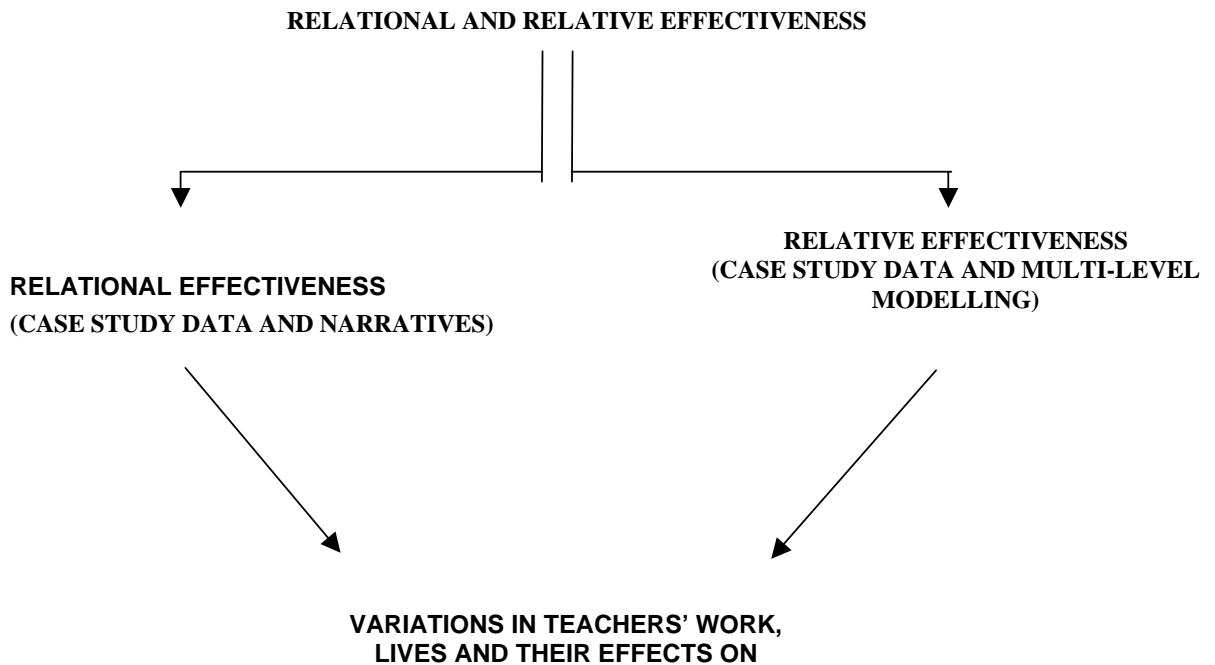 RELATIONAL AND RELATIVE EFFECTIVENESS
RELATIVE EFFECTIVENESS
(CASE STUDY DATA AND MULTI-LEVEL
MODELLING)
RELATIONAL EFFECTIVENESS
(CASE STUDY DATA AND NARRATIVES)
VARIATIONS IN TEACHERS’ WORK,
LIVES AND THEIR EFFECTS ON